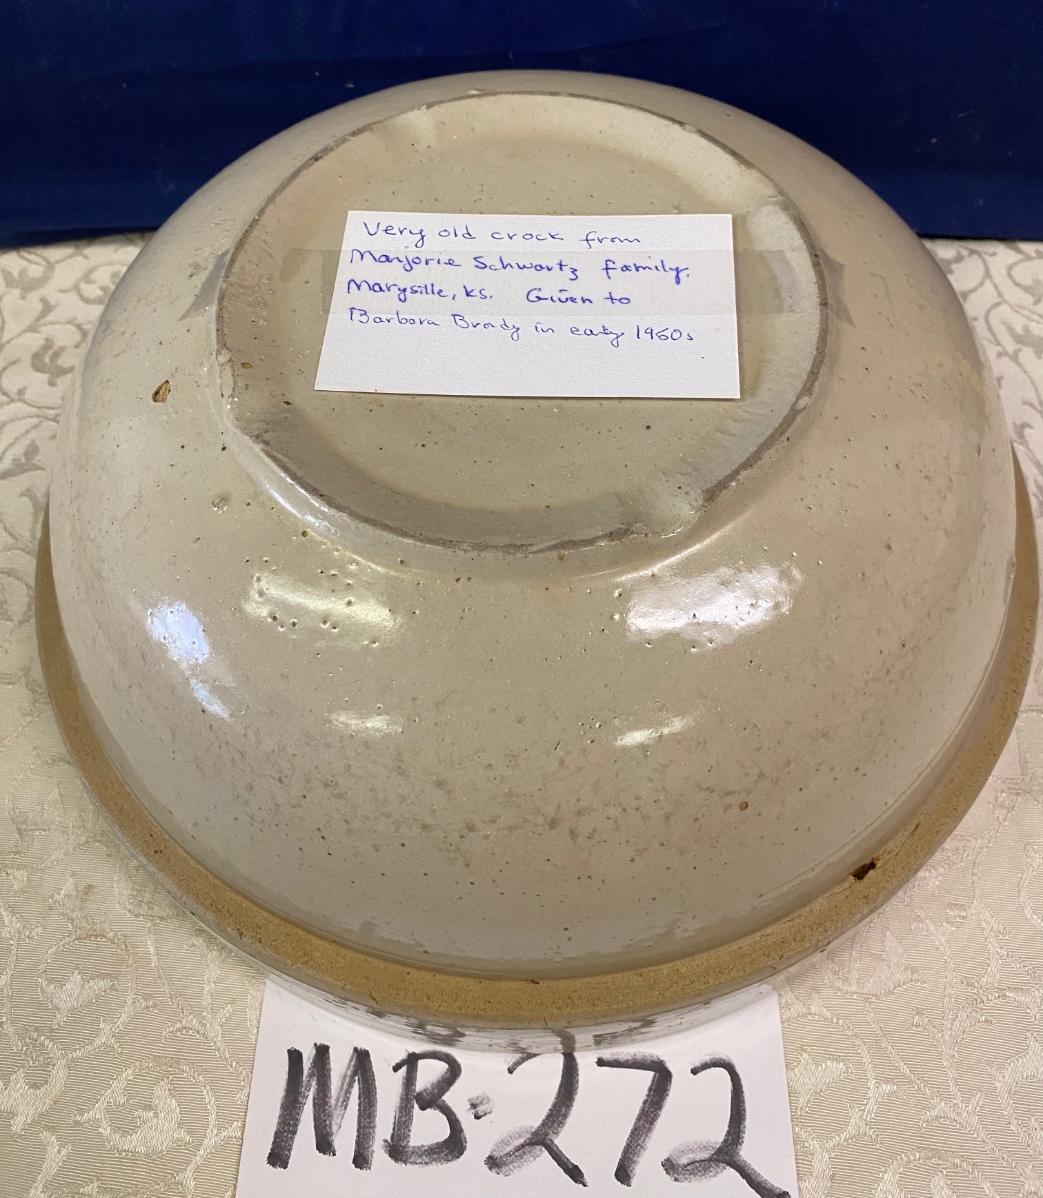 Very old crock from
Marjorie Schwartz family.
Marysille, KS. Given to
Barbara Brady in early 1960s
MB-272